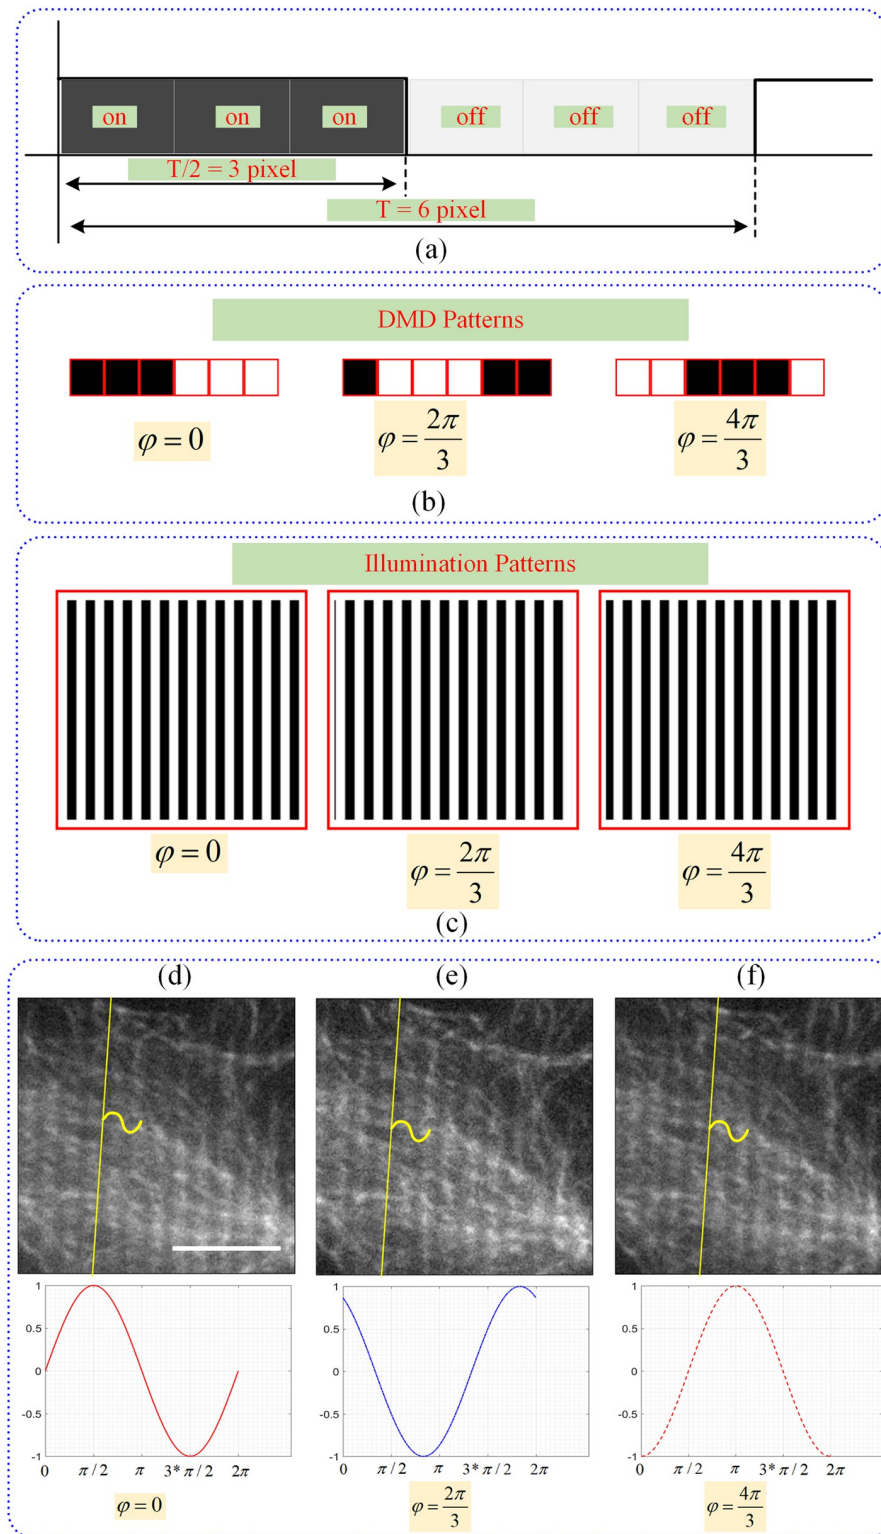 on on on off off off
T/2 = 3 pixel
T = 6 pixel
(a)
DMD Patterns
φ = 0 φ = 2π/3 φ = 4π/3
(b)
Illumination Patterns
φ = 0 φ = 2π/3 φ = 4π/3
(c)
(d) (e) (f)
1 1 1
0.5 0.5 0.5
0 0 0
-0.5 -0.5 -0.5
-1 -1 -1
0 π/2 π 3*π/2 2π 0 π/2 π 3*π/2 2π 0 π/2 π 3*π/2 2π
φ = 0 φ = 2π/3 φ = 4π/3